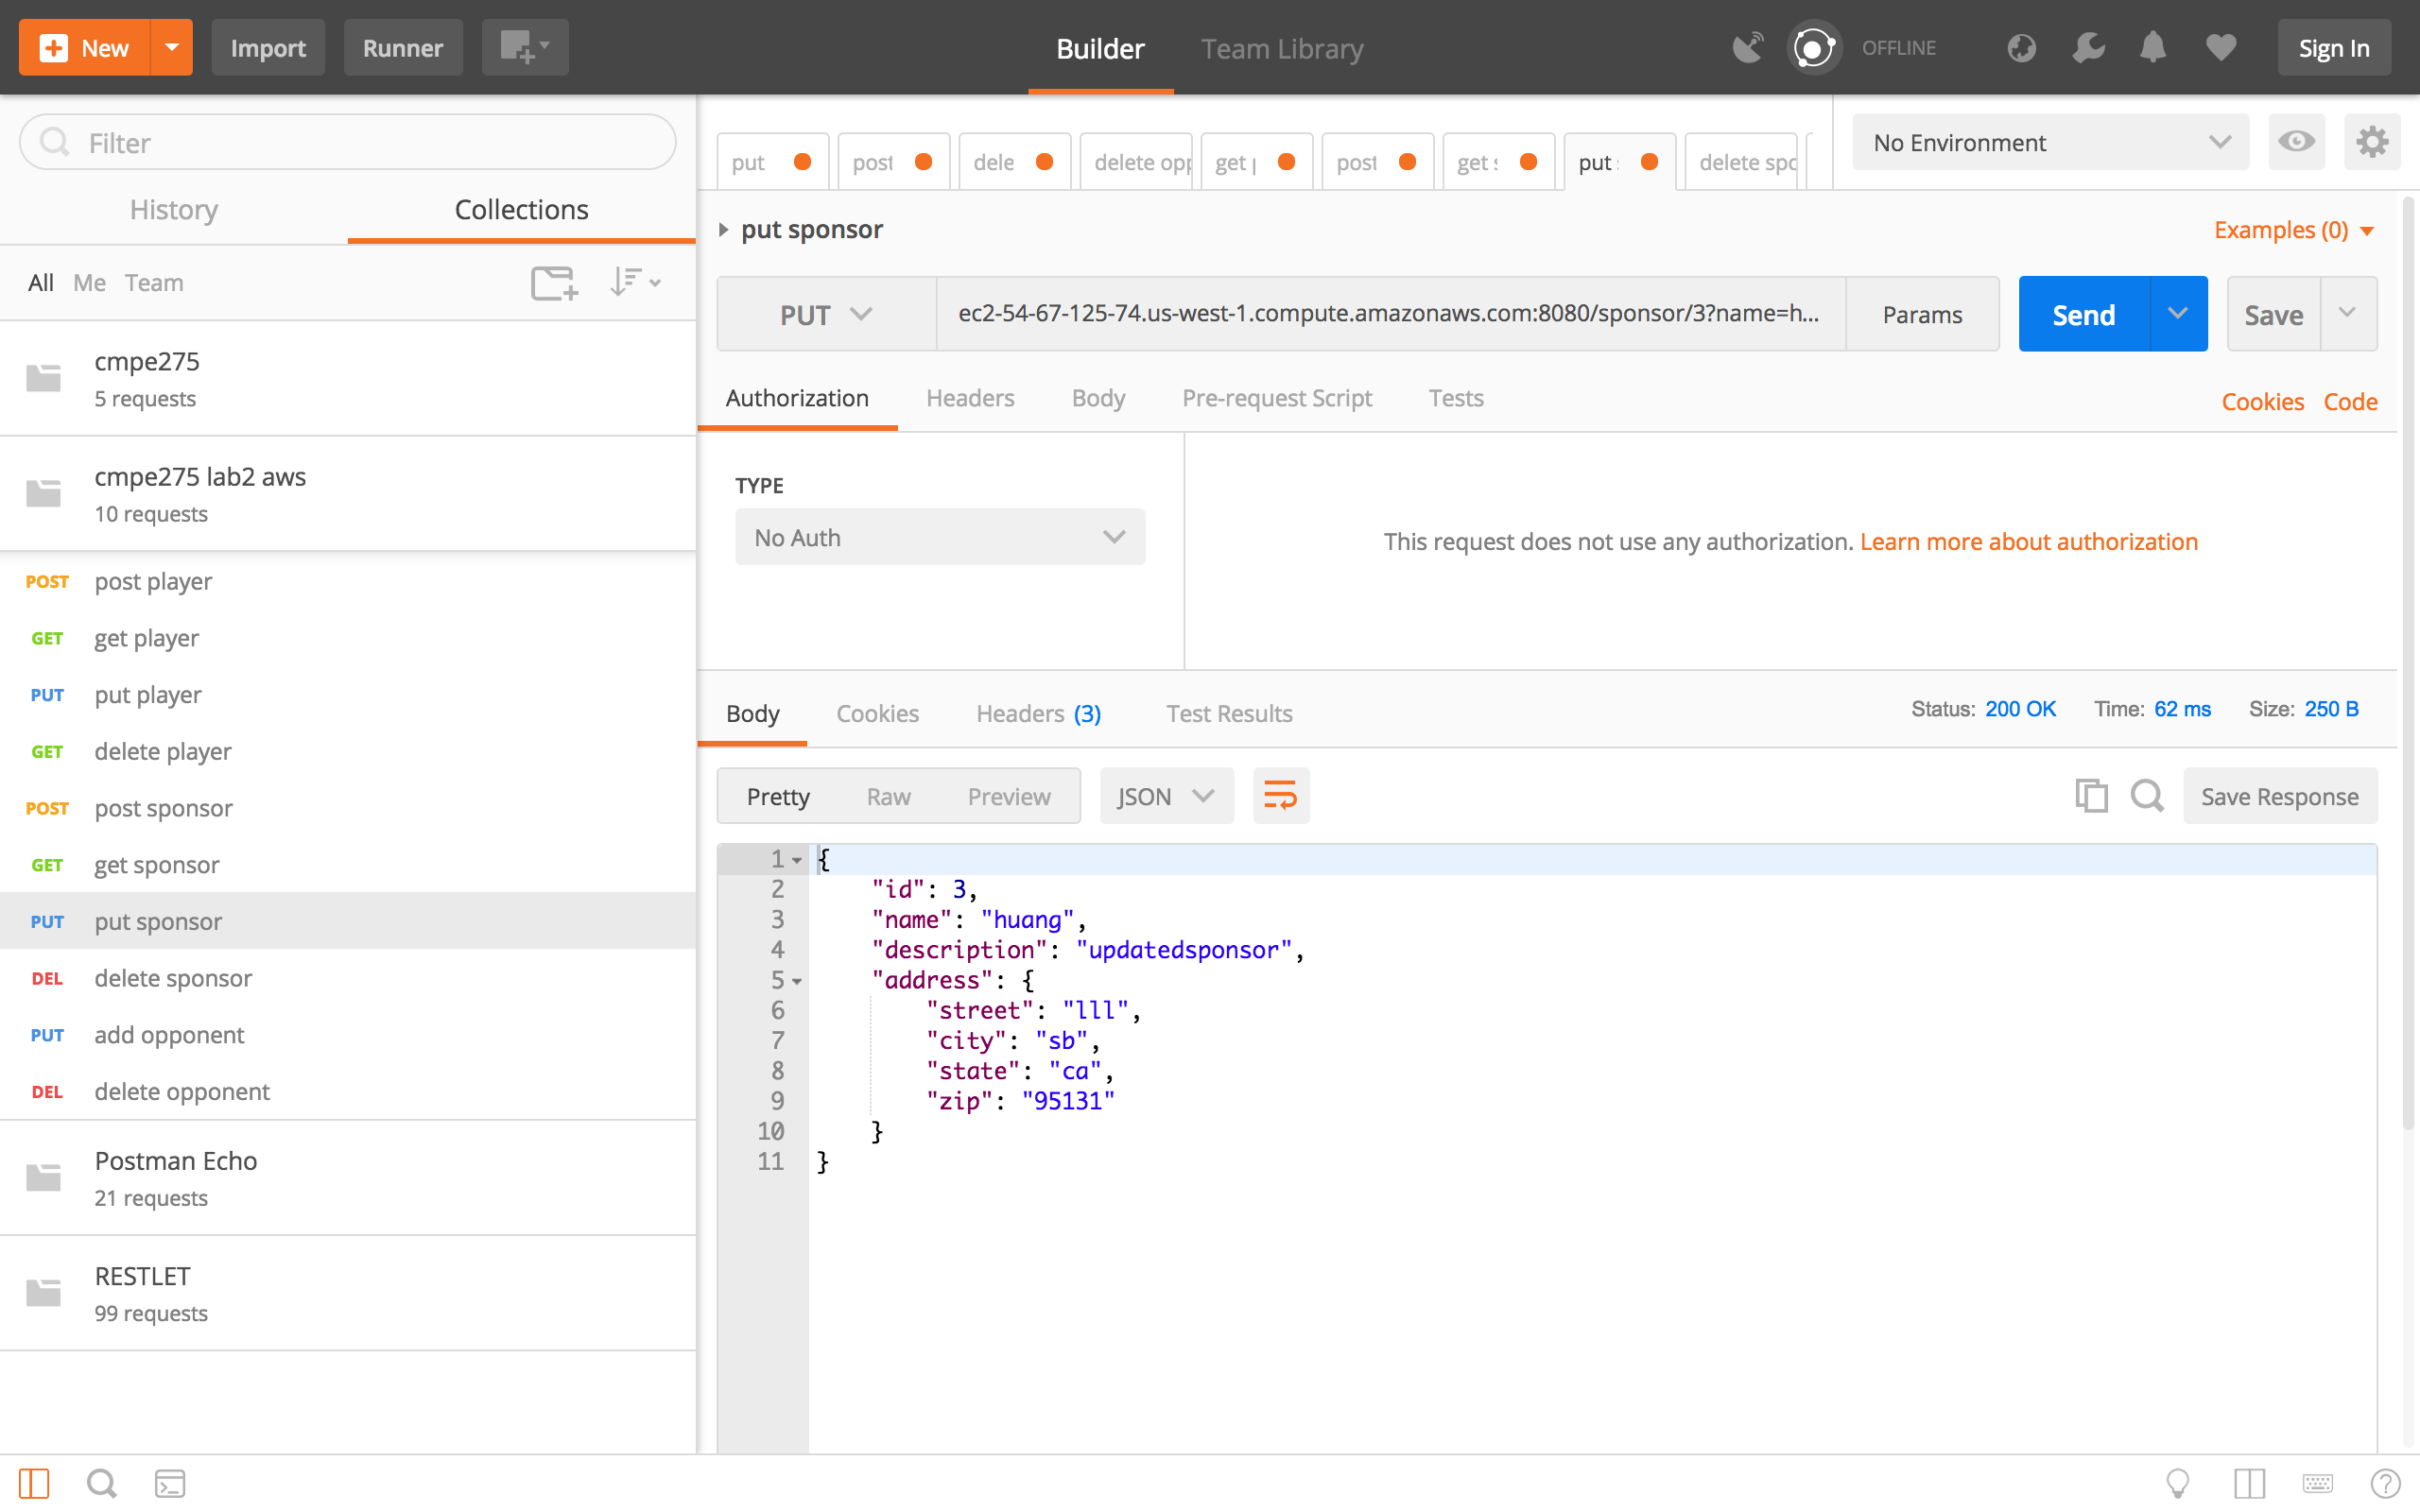 New Import Runner Builder Team Library OFFLINE Sign In
Filter
History Collections
All Me Team
cmpe275
5 requests
cmpe275 lab2 aws
10 requests
POST post player
GET get player
PUT put player
GET delete player
POST post sponsor
GET get sponsor
PUT put sponsor
DEL delete sponsor
PUT add opponent
DEL delete opponent
Postman Echo
21 requests
RESTLET
99 requests
put post dele delete opp get p post get s put s delete spo
No Environment
put sponsor
Examples (0)
PUT ec2-54-67-125-74.us-west-1.compute.amazonaws.com:8080/sponsor/3?name=h... Params Send Save
Authorization Headers Body Pre-request Script Tests Cookies Code
TYPE
No Auth
This request does not use any authorization. Learn more about authorization
Body Cookies Headers (3) Test Results Status: 200 OK Time: 62 ms Size: 250 B
Pretty Raw Preview JSON Save Response
1 {
2 "id": 3,
3 "name": "huang",
4 "description": "updatedsponsor",
5 "address": {
6 "street": "lll",
7 "city": "sb",
8 "state": "ca",
9 "zip": "95131"
10 }
11 }